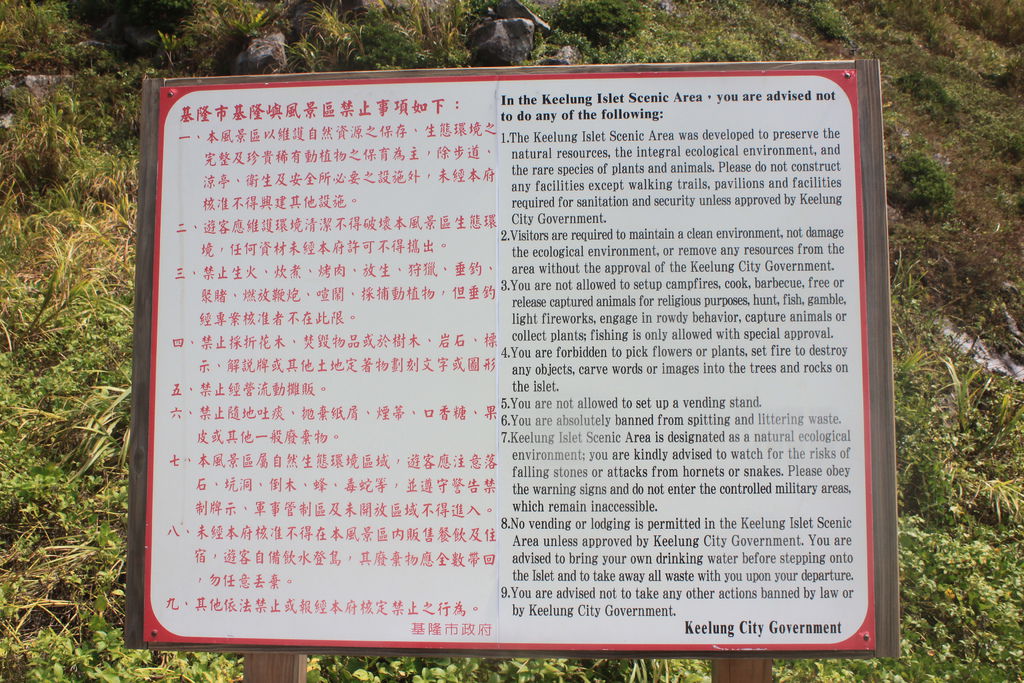 基隆市基隆嶼風景區禁止事項如下：
一、本風景區以維護自然資源之保存、生態環境之
完整及珍貴稀有動植物之保育為主，除步道、
涼亭、衛生及安全所必要之設施外，未經本府
核准不得興建其他設施。
二、遊客應維護環境清潔不得破壞本風景區生態環
境，任何資材未經本府許可不得攜出。
三、禁止生火、炊煮、烤肉、放生、狩獵、垂釣、
聚賭、燃放鞭炮、喧鬧、採捕動植物，但垂釣
經專案核准者不在此限。
四、禁止採折花木、焚毀物品或於樹木、岩石、標
示、解說牌或其他土地定著物劃刻文字或圖形
五、禁止經營流動攤販。
六、禁止隨地吐痰、拋棄紙屑、煙蒂、口香糖、果
皮或其他一般廢棄物。
七、本風景區屬自然生態環境區域，遊客應注意落
石、坑洞、倒木、蜂、毒蛇等，並遵守警告禁
制牌示、軍事管制區及未開放區域不得進入。
八、未經本府核准不得在本風景區內販售餐飲及住
宿，遊客自備飲水登島，其廢棄物應全數帶回
，勿任意丟棄。
九、其他依法禁止或報經本府核定禁止之行為。
基隆市政府
In the Keelung Islet Scenic Area，you are advised not
to do any of the following:
1.The Keelung Islet Scenic Area was developed to preserve the
natural resources, the integral ecological environment, and
the rare species of plants and animals. Please do not construct
any facilities except walking trails, pavilions and facilities
required for sanitation and security unless approved by Keelung
City Government.
2.Visitors are required to maintain a clean environment, not damage
the ecological environment, or remove any resources from the
area without the approval of the Keelung City Government.
3.You are not allowed to setup campfires, cook, barbecue, free or
release captured animals for religious purposes, hunt, fish, gamble,
light fireworks, engage in rowdy behavior, capture animals or
collect plants; fishing is only allowed with special approval.
4.You are forbidden to pick flowers or plants, set fire to destroy
any objects, carve words or images into the trees and rocks on
the islet.
5.You are not allowed to set up a vending stand.
6.You are absolutely banned from spitting and littering waste.
7.Keelung Islet Scenic Area is designated as a natural ecological
environment; you are kindly advised to watch for the risks of
falling stones or attacks from hornets or snakes. Please obey
the warning signs and do not enter the controlled military areas,
which remain inaccessible.
8.No vending or lodging is permitted in the Keelung Islet Scenic
Area unless approved by Keelung City Government. You are
advised to bring your own drinking water before stepping onto
the Islet and to take away all waste with you upon your departure.
9.You are advised not to take any other actions banned by law or
by Keelung City Government.
Keelung City Government